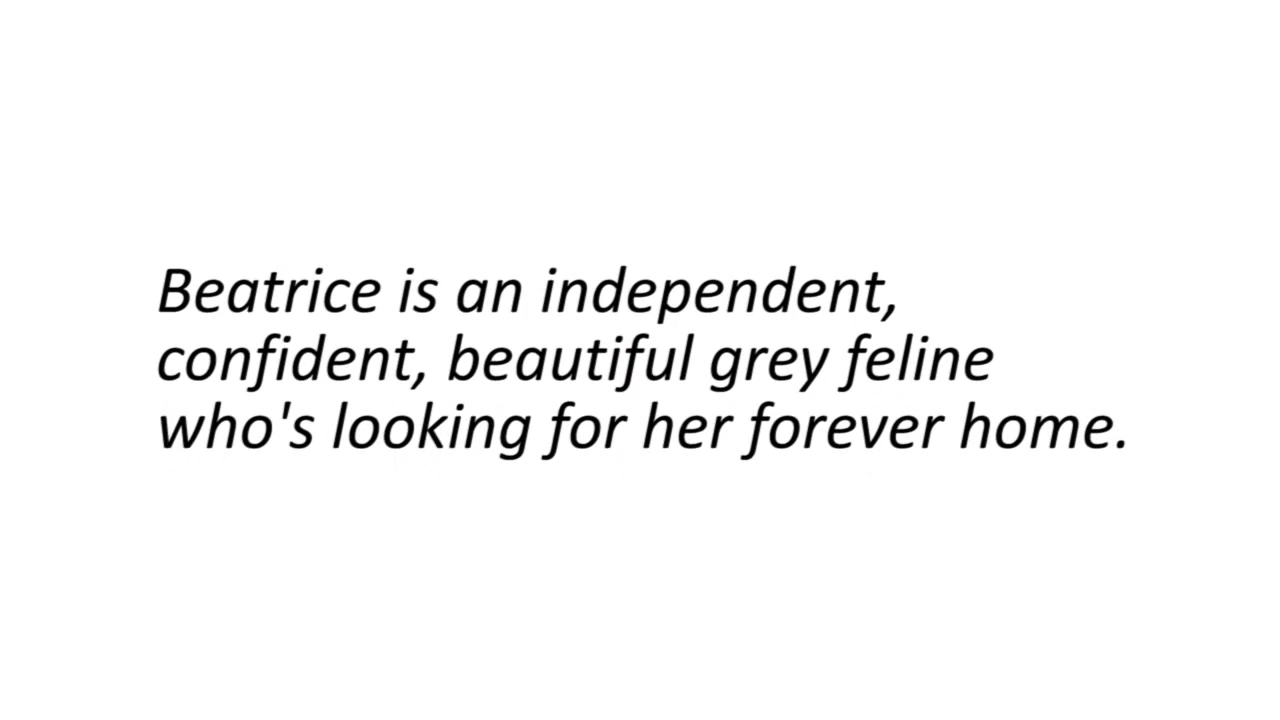 Beatrice is an independent,
confident, beautiful grey feline
who's looking for her forever home.